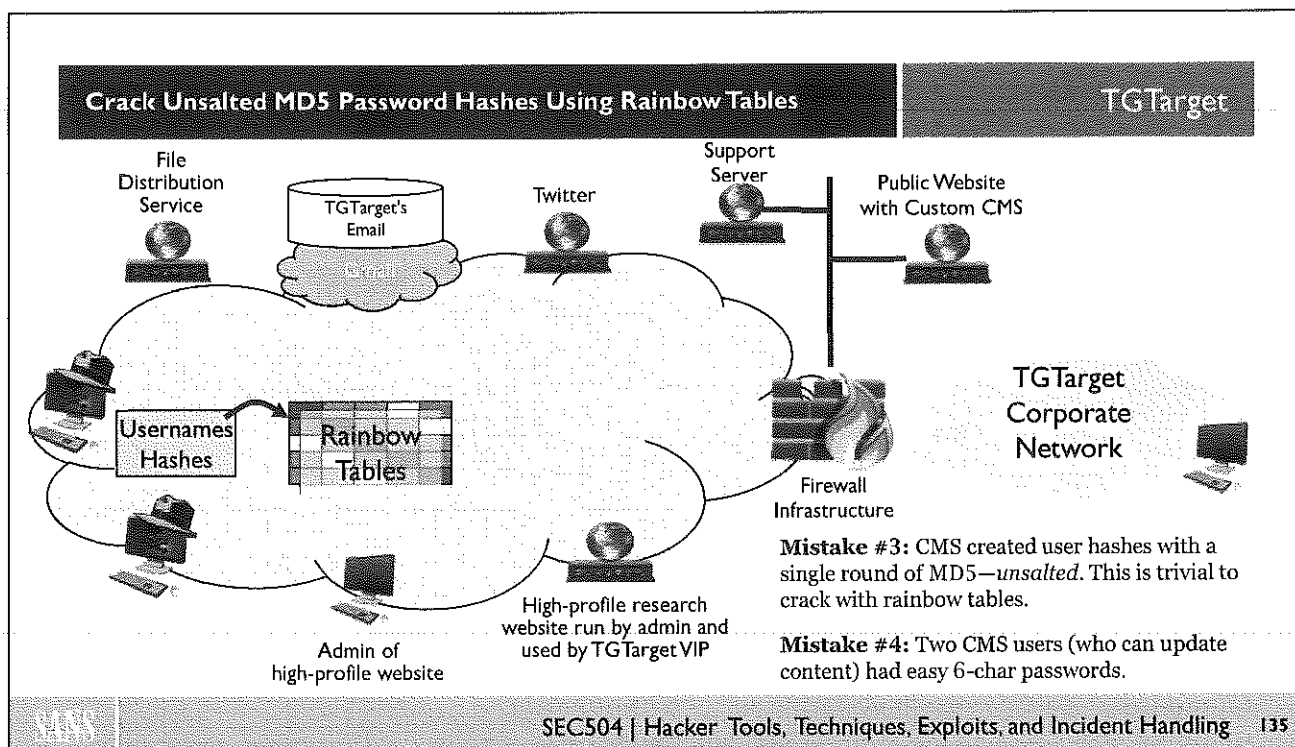 Crack Unsalted MD5 Password Hashes Using Rainbow Tables
TGTarget
File
Distribution
Service
TGTarget's
Email
Twitter
Support
Server
Public Website
with Custom CMS
Usernames
Hashes
Rainbow
Tables
TGTarget
Corporate
Network
Firewall
Infrastructure
Admin of
high-profile website
High-profile research
website run by admin and
used by TGTarget VIP
Mistake #3: CMS created user hashes with a
single round of MD5—unsalted. This is trivial to
crack with rainbow tables.
Mistake #4: Two CMS users (who can update
content) had easy 6-char passwords.
SANS
SEC504 | Hacker Tools, Techniques, Exploits, and Incident Handling 135